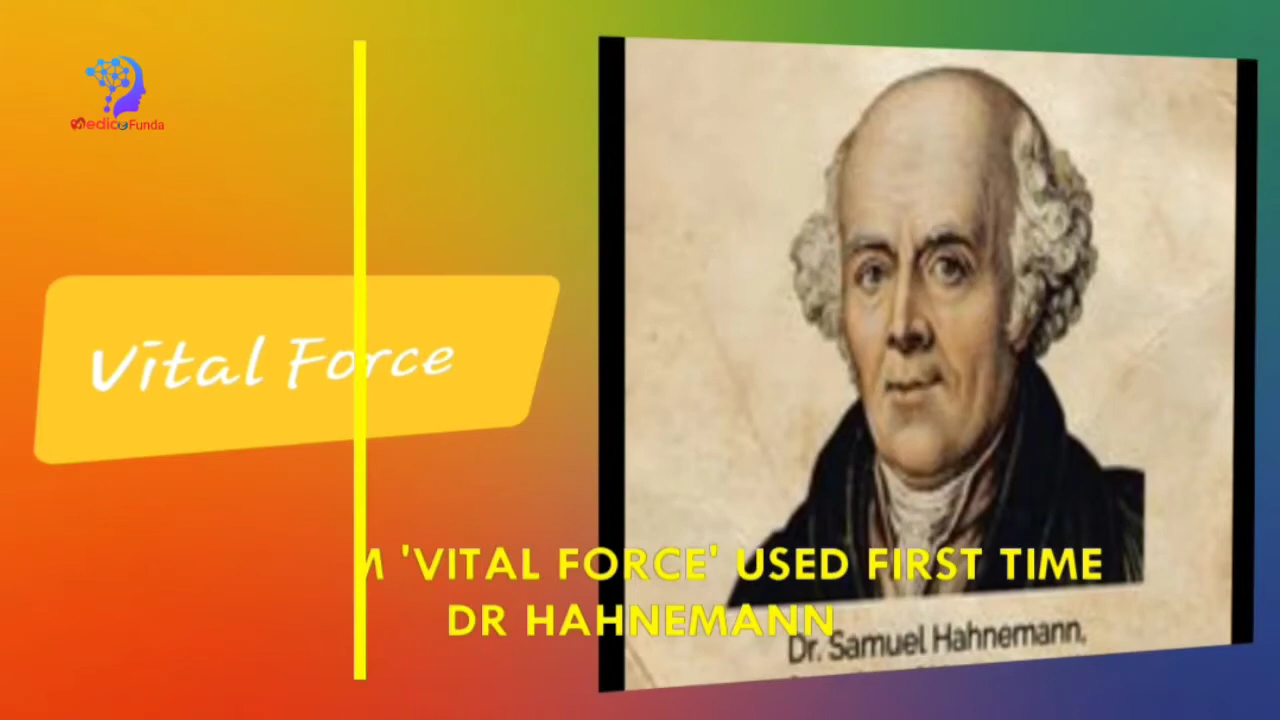 MedicoFunda
Vital Force
M 'VITAL FORCE' USED FIRST TIME
DR HAHNEMANN
Dr. Samuel Hahnemann,